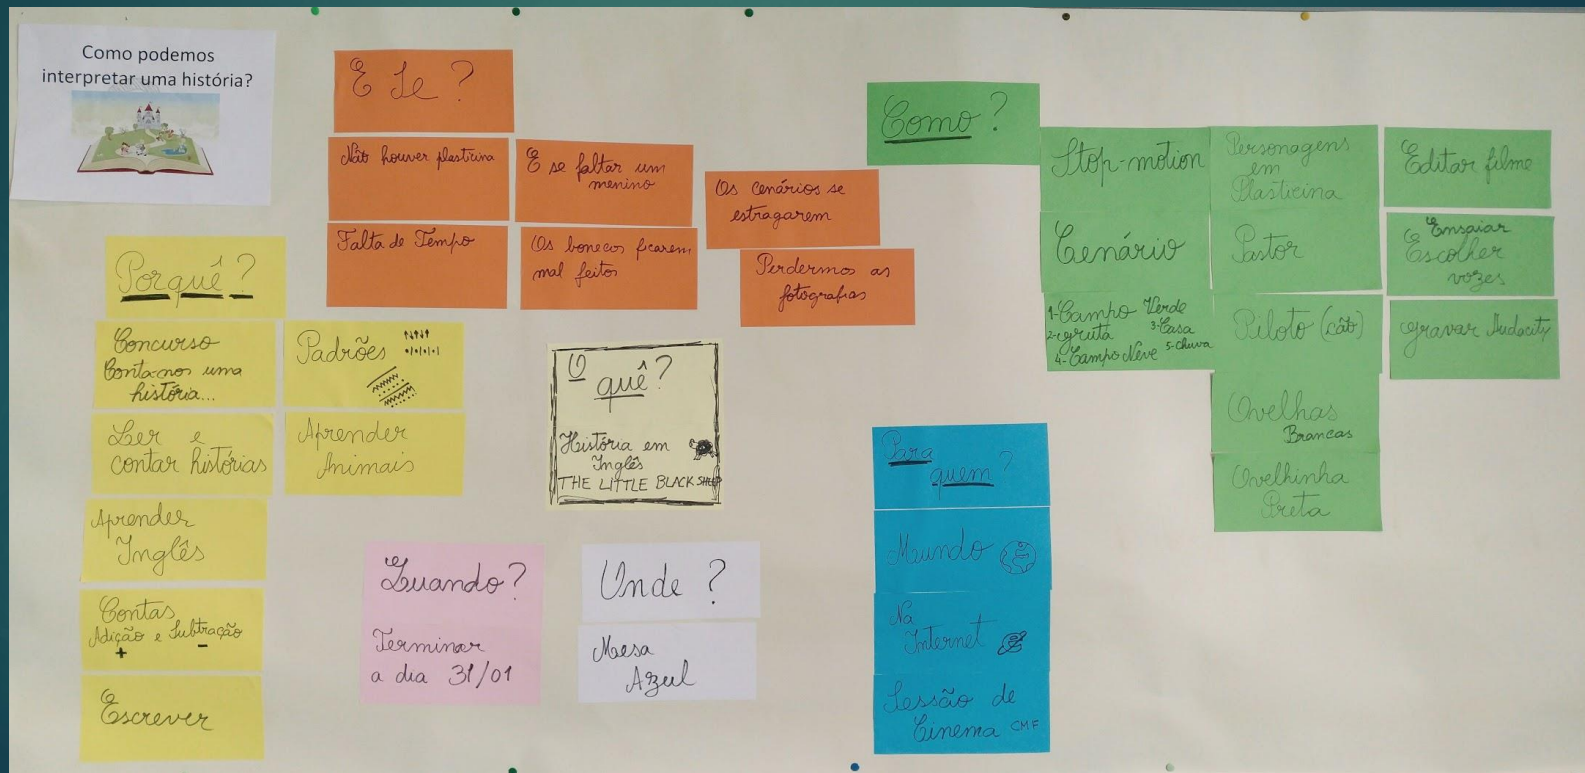 Como podemos
interpretar uma história?
E Se ?
Não houver plasticina
Falta de Tempo
E se faltar um
menino
Os bonecos ficarem
mal feitos
Os cenários se
estragarem
Perdermos as
fotografias
Porquê ?
Concurso
Conta-nos uma
história...
Ler e
contar histórias
Aprender
Inglês
Contas
Adição e Subtração
+ -
Escrever
Padrões
Aprender
Animais
O
quê?
História em
Inglês
THE LITTLE BLACK SHEEP
Quando?
Terminar
a dia 31/01
Onde ?
Mesa
Azul
Para
quem?
Mundo
Na
Internet
Sessão de
Cinema CMF
Como ?
Stop-motion
Cenário
1-Campo Verde
2-gruta 3-Casa
4-Campo Neve 5-chuva
Personagens
em
Plasticina
Pastor
Piloto (cão)
Ovelhas
Brancas
Ovelhinha
Preta
Editar filme
Ensaiar
Escolher
vozes
gravar Audacity